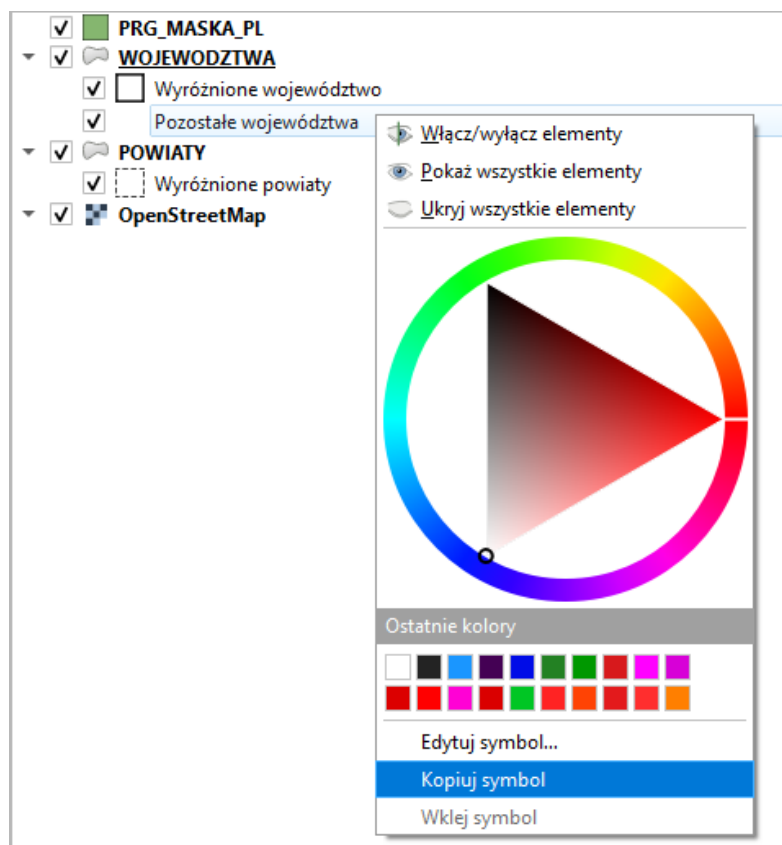 PRG_MASKA_PL
WOJEWODZTWA
Wyróżnione województwo
Pozostałe województwa
Włącz/wyłącz elementy
POWIATY
Pokaż wszystkie elementy
Wyróżnione powiaty
Ukryj wszystkie elementy
OpenStreetMap
Ostatnie kolory
Edytuj symbol...
Kopiuj symbol
Wklej symbol